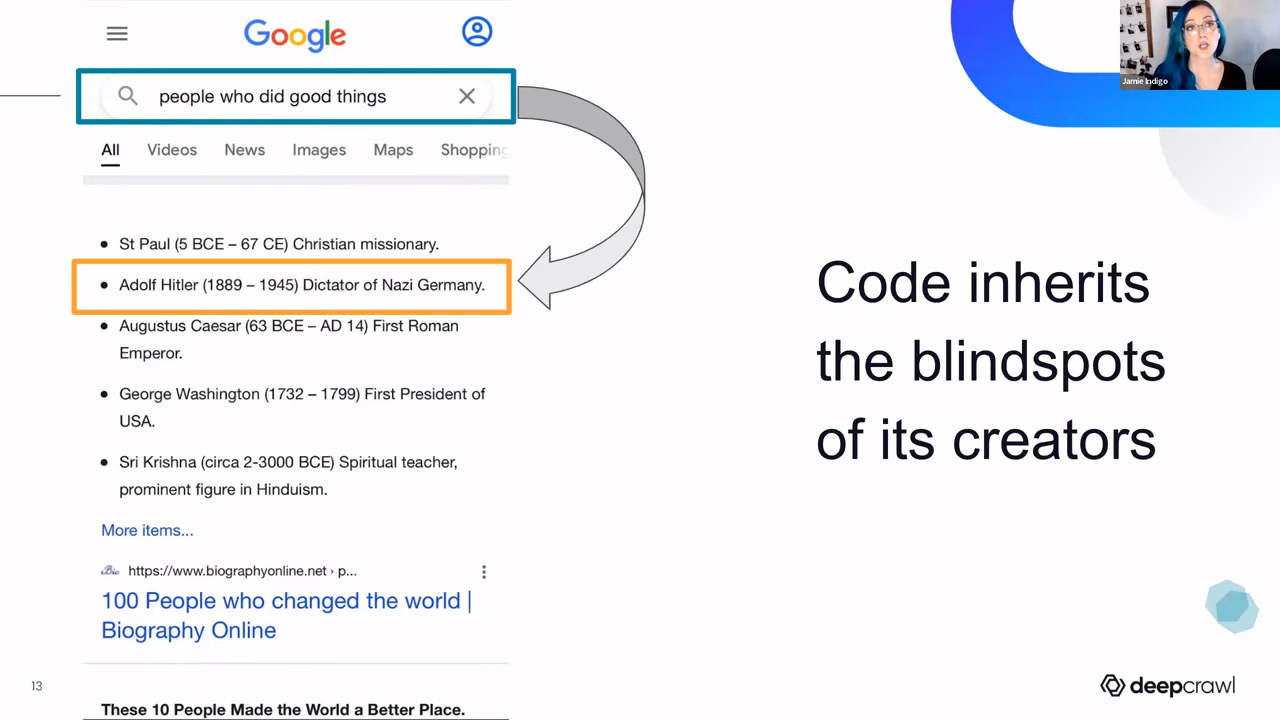 Google
people who did good things
All Videos News Images Maps Shopping
• St Paul (5 BCE – 67 CE) Christian missionary.
• Adolf Hitler (1889 – 1945) Dictator of Nazi Germany.
• Augustus Caesar (63 BCE – AD 14) First Roman
Emperor.
• George Washington (1732 – 1799) First President of
USA.
• Sri Krishna (circa 2-3000 BCE) Spiritual teacher,
prominent figure in Hinduism.
More items...
Bio https://www.biographyonline.net › p...
100 People who changed the world |
Biography Online
These 10 People Made the World a Better Place.
Jamie Indigo
Code inherits
the blindspots
of its creators
13
deepcrawl